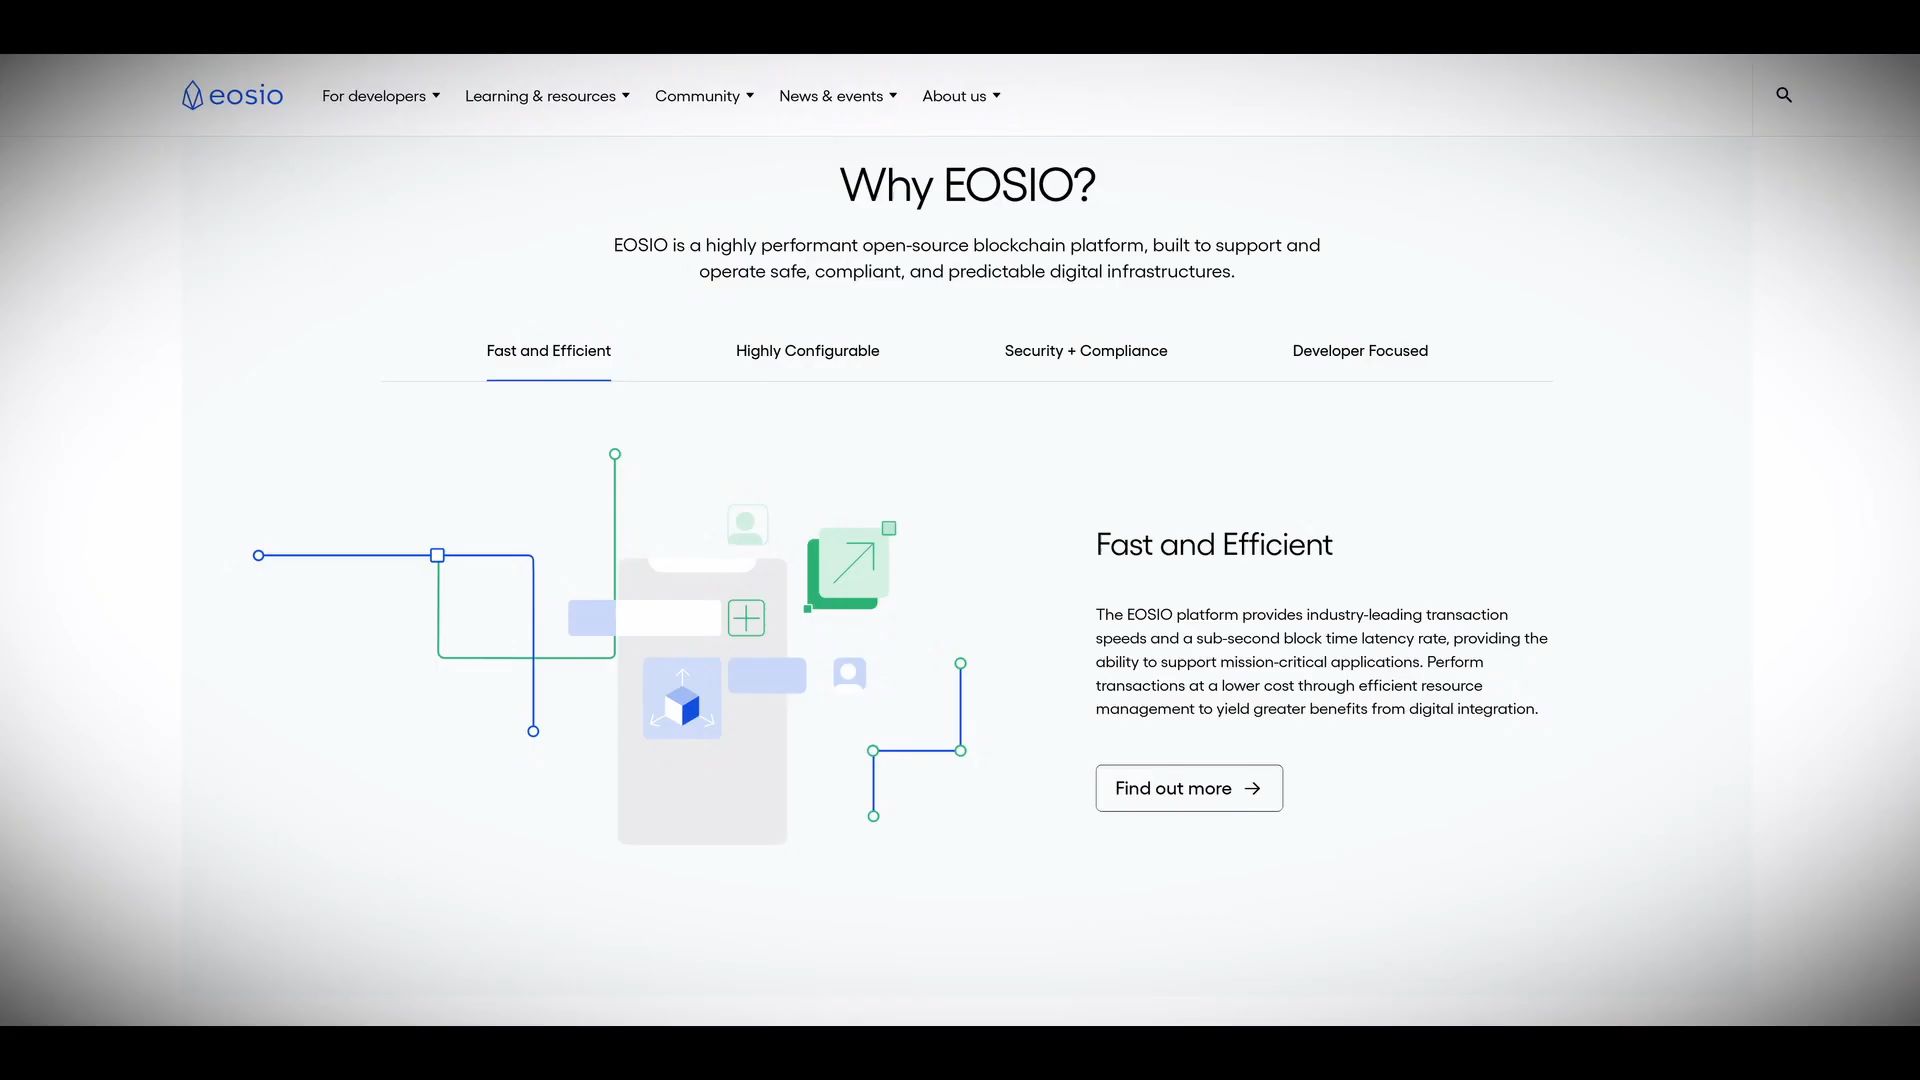 eosio
For developers
Learning & resources
Community
News & events
About us
Why EOSIO?
EOSIO is a highly performant open-source blockchain platform, built to support and
operate safe, compliant, and predictable digital infrastructures.
Fast and Efficient
Highly Configurable
Security + Compliance
Developer Focused
Fast and Efficient
The EOSIO platform provides industry-leading transaction
speeds and a sub-second block time latency rate, providing the
ability to support mission-critical applications. Perform
transactions at a lower cost through efficient resource
management to yield greater benefits from digital integration.
Find out more